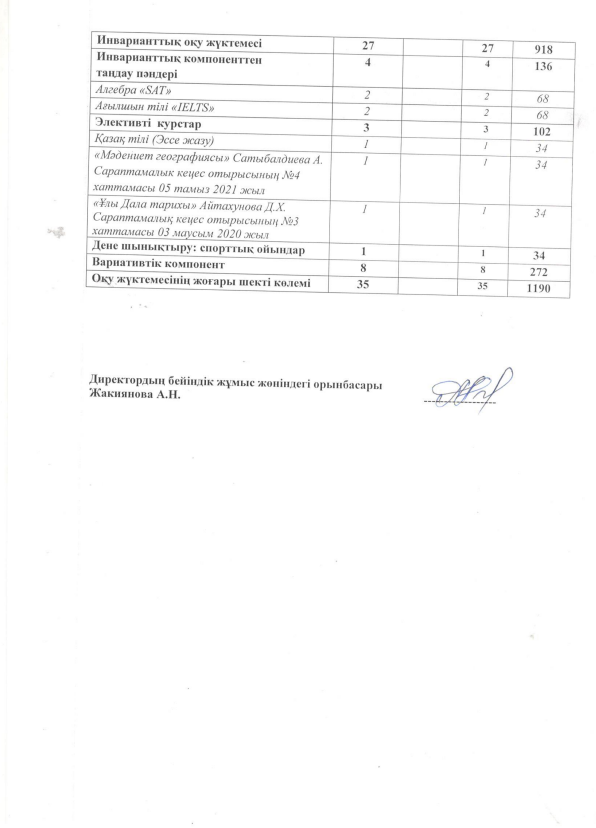 Инварианттық оқу жүктемесі 27 27 918
Инварианттық компоненттен 4 4 136
таңдау пәндері
Алгебра «SAT» 2 2 68
Ағылшын тілі «IELTS» 2 2 68
Элективті курстар 3 3 102
Қазақ тілі (Эссе жазу) 1 1 34
«Мәдениет географиясы» Сатыбалдиева А. 1 1 34
Сараптамалык кеңес отырысының №4
хаттамасы 05 тамыз 2021 жыл
«Ұлы Дала тарихы» Айтахунова Д.Х. 1 1 34
Сараптамалық кеңес отырысының №3
хаттамасы 03 маусым 2020 жыл
Дене шынықтыру: спорттық ойындар 1 1 34
Вариативтік компонент 8 8 272
Оқу жүктемесінің жоғары шекті көлемі 35 35 1190
Директордың бейіндік жұмыс жөніндегі орынбасары
Жакиянова А.Н.